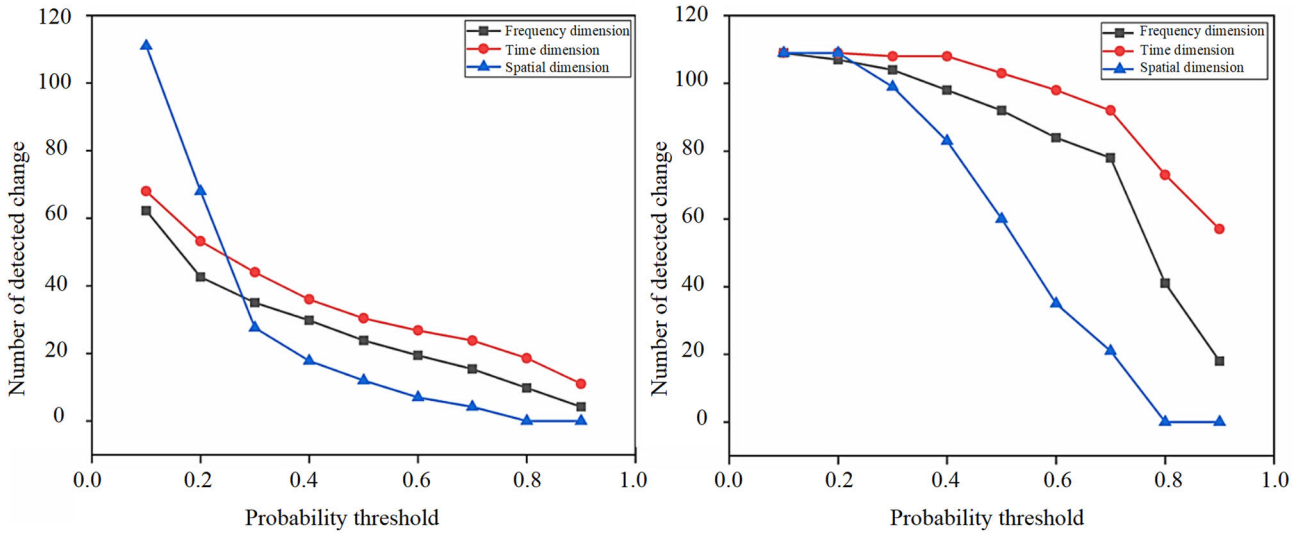 120
100
80
60
40
20
0
Number of detected change
Frequency dimension
Time dimension
Spatial dimension
0.0 0.2 0.4 0.6 0.8 1.0
Probability threshold
120
100
80
60
40
20
0
Number of detected change
Frequency dimension
Time dimension
Spatial dimension
0.0 0.2 0.4 0.6 0.8 1.0
Probability threshold